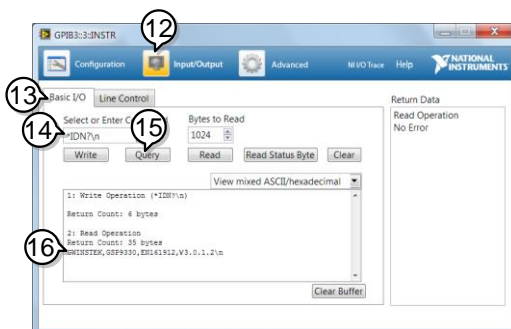 GPIB3::3::INSTR
12
Configuration
Input/Output
Advanced
NI I/O Trace
Help
NATIONAL
INSTRUMENTS
13
Basic I/O
Line Control
Return Data
14
Select or Enter C
15
Bytes to Read
Read Operation
No Error
*IDN?\n
1024
Write
Query
Read
Read Status Byte
Clear
View mixed ASCII/hexadecimal
1: Write Operation (*IDN?\n)
Return Count: 6 bytes
2: Read Operation
16
Return Count: 35 bytes
GWINSTEK,GSP9330,EN161912,V3.0.1.2\n
Clear Buffer